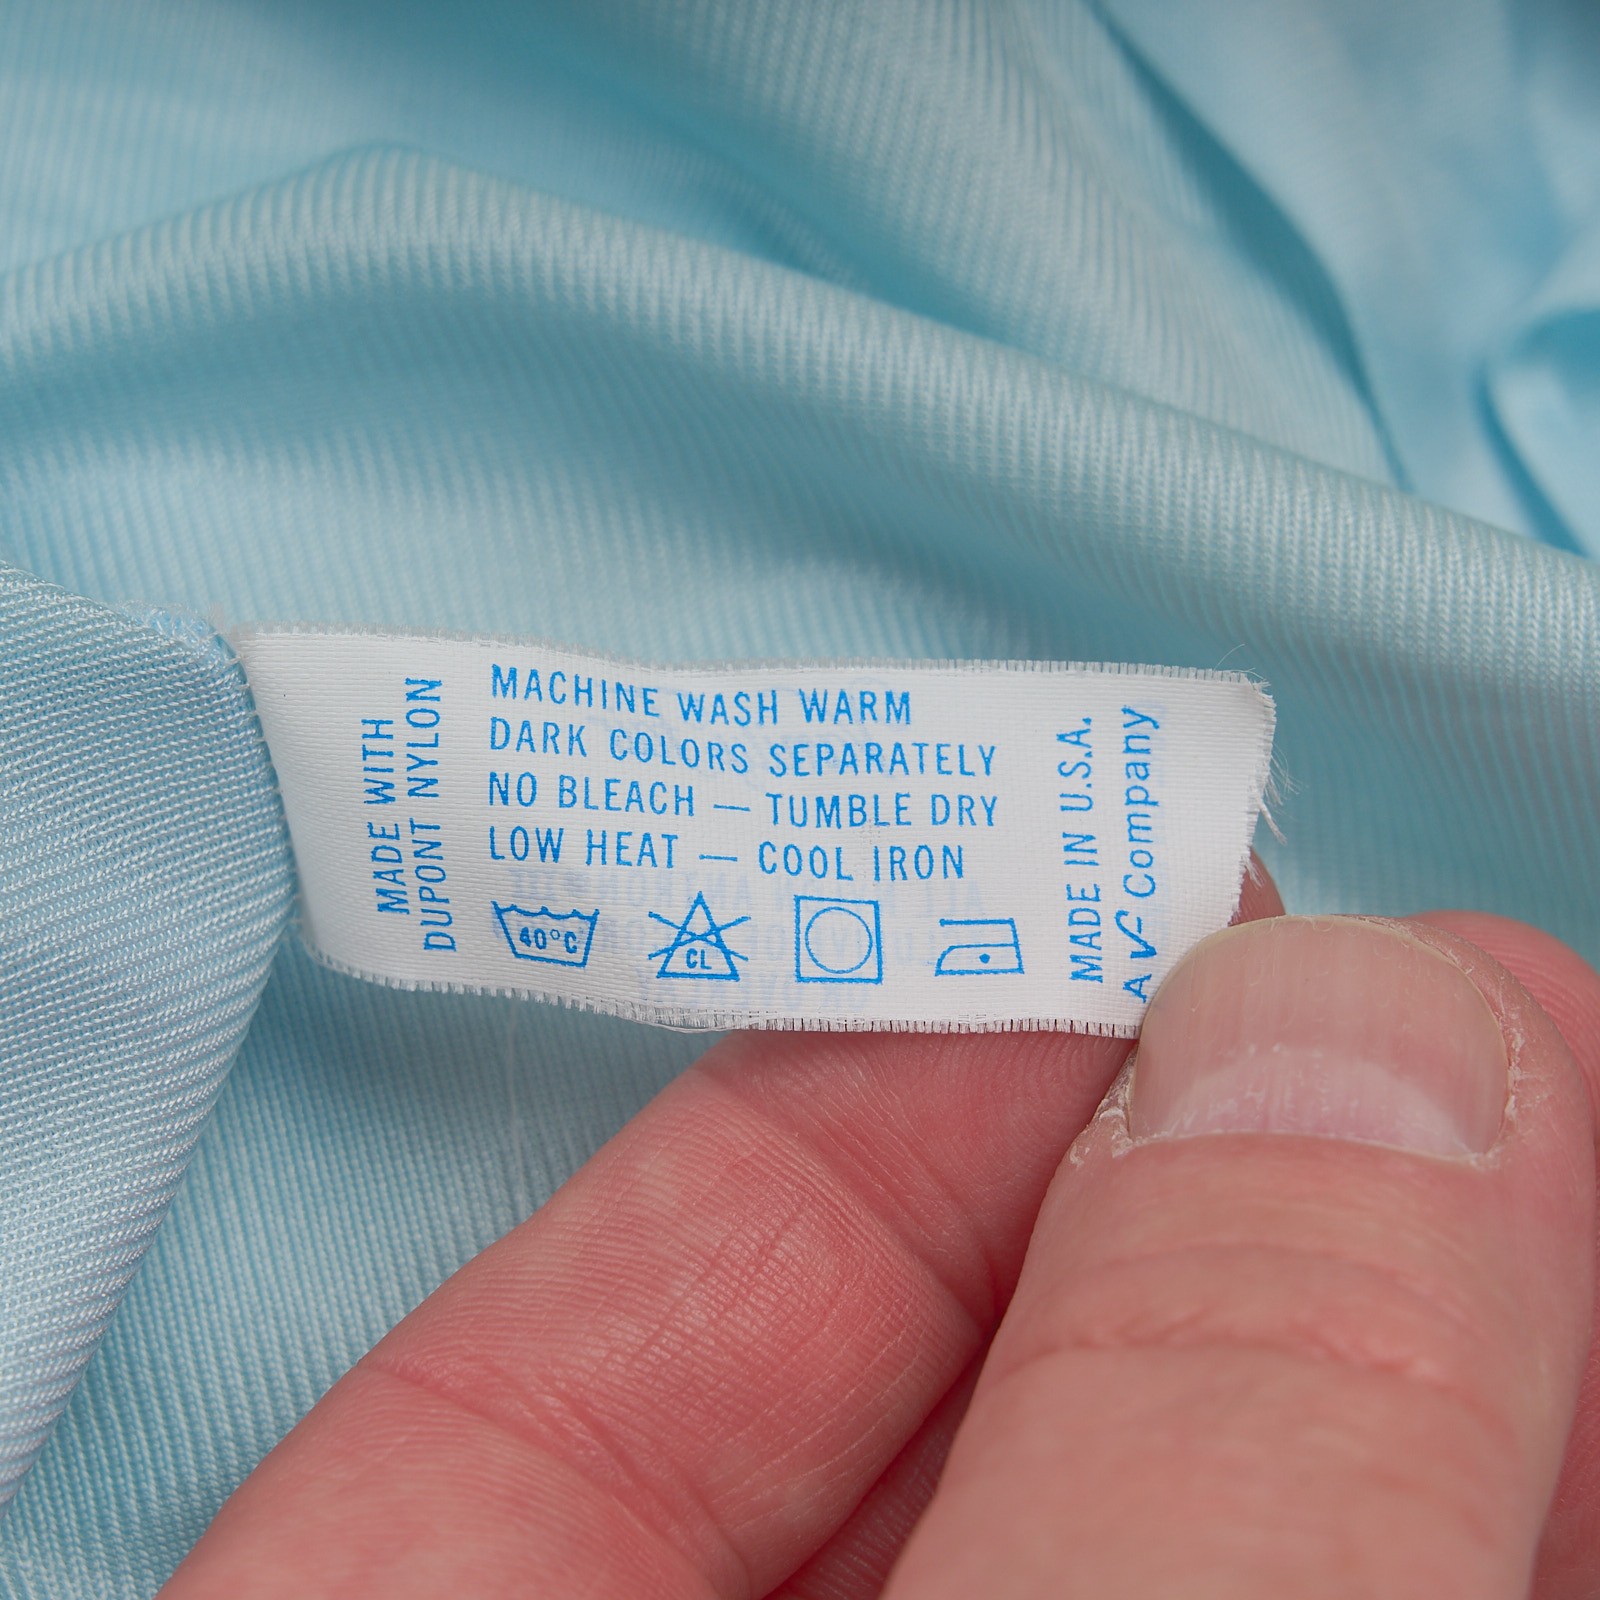 MADE WITH
DUPONT NYLON
MACHINE WASH WARM
DARK COLORS SEPARATELY
NO BLEACH — TUMBLE DRY
LOW HEAT — COOL IRON
40°C
CL
MADE IN U.S.A.
A VF Company